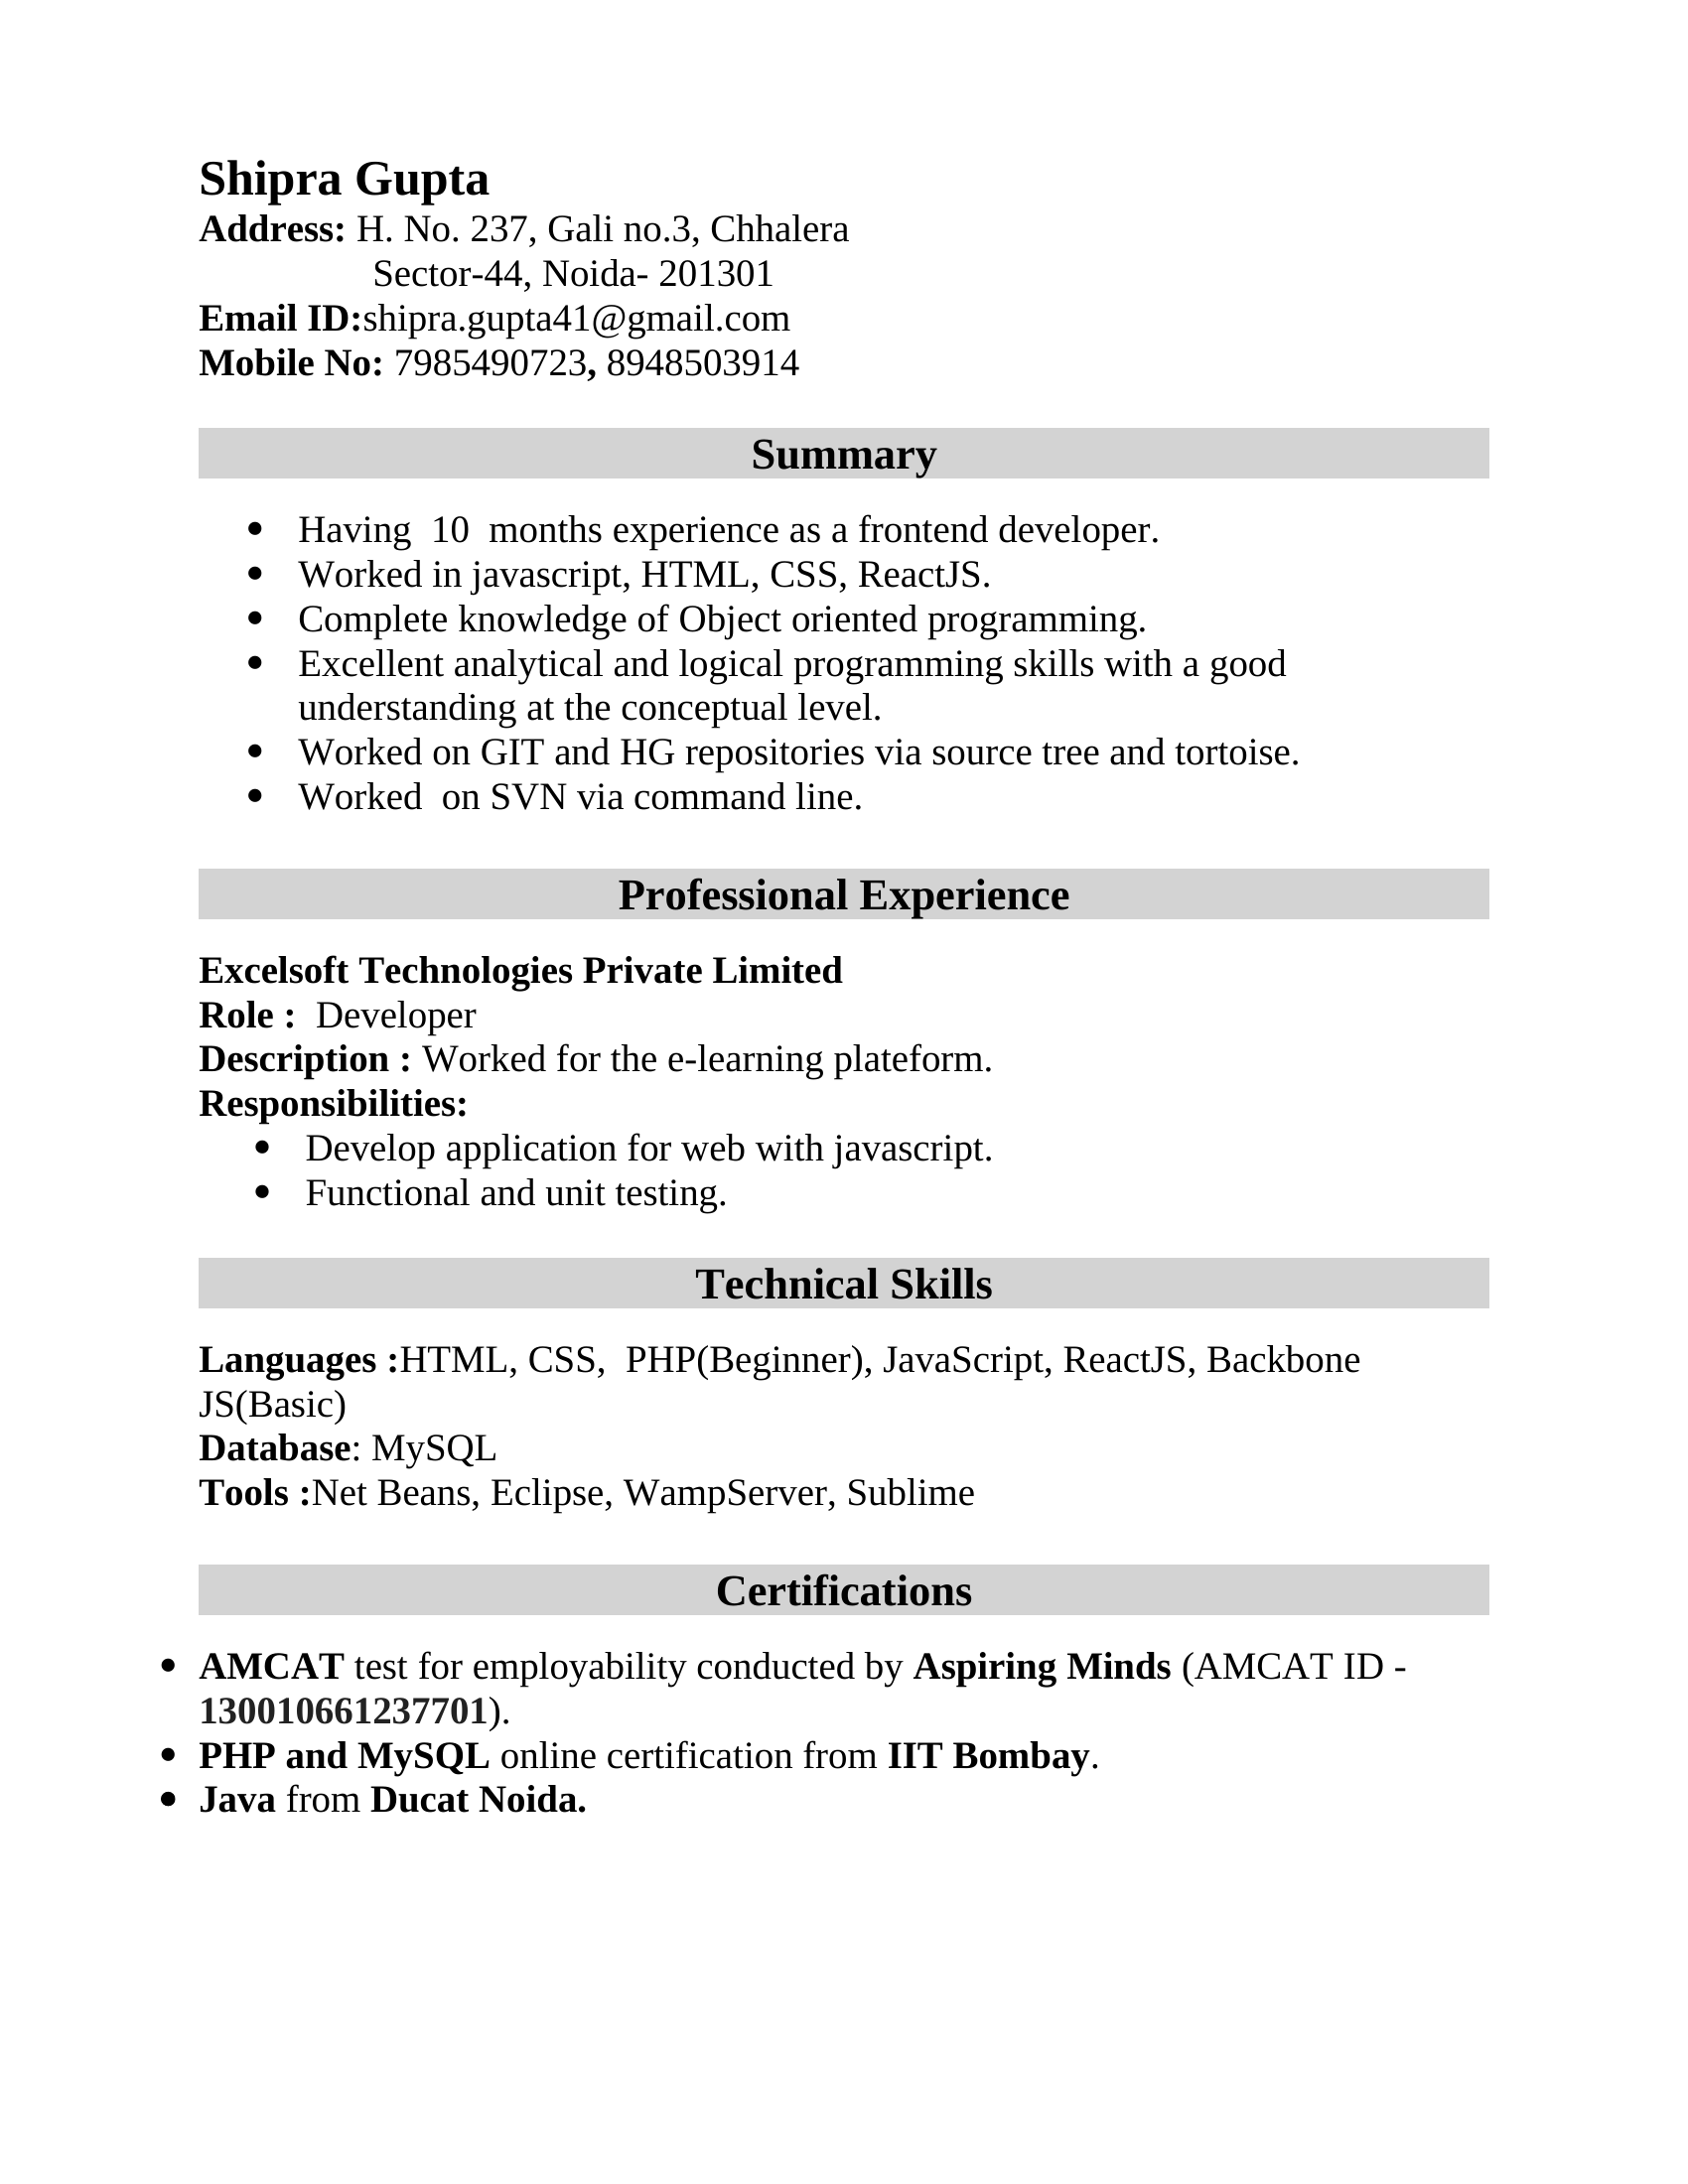 Shipra Gupta
Address: H. No. 237, Gali no.3, Chhalera
Sector-44, Noida- 201301
Email ID:shipra.gupta41@gmail.com
Mobile No: 7985490723, 8948503914
Summary
• Having  10  months experience as a frontend developer.
• Worked in javascript, HTML, CSS, ReactJS.
• Complete knowledge of Object oriented programming.
• Excellent analytical and logical programming skills with a good
understanding at the conceptual level.
• Worked on GIT and HG repositories via source tree and tortoise.
• Worked  on SVN via command line.
Professional Experience
Excelsoft Technologies Private Limited
Role :  Developer
Description : Worked for the e-learning plateform.
Responsibilities:
• Develop application for web with javascript.
• Functional and unit testing.
Technical Skills
Languages :HTML, CSS,  PHP(Beginner), JavaScript, ReactJS, Backbone
JS(Basic)
Database: MySQL
Tools :Net Beans, Eclipse, WampServer, Sublime
Certifications
• AMCAT test for employability conducted by Aspiring Minds (AMCAT ID -
130010661237701).
• PHP and MySQL online certification from IIT Bombay.
• Java from Ducat Noida.